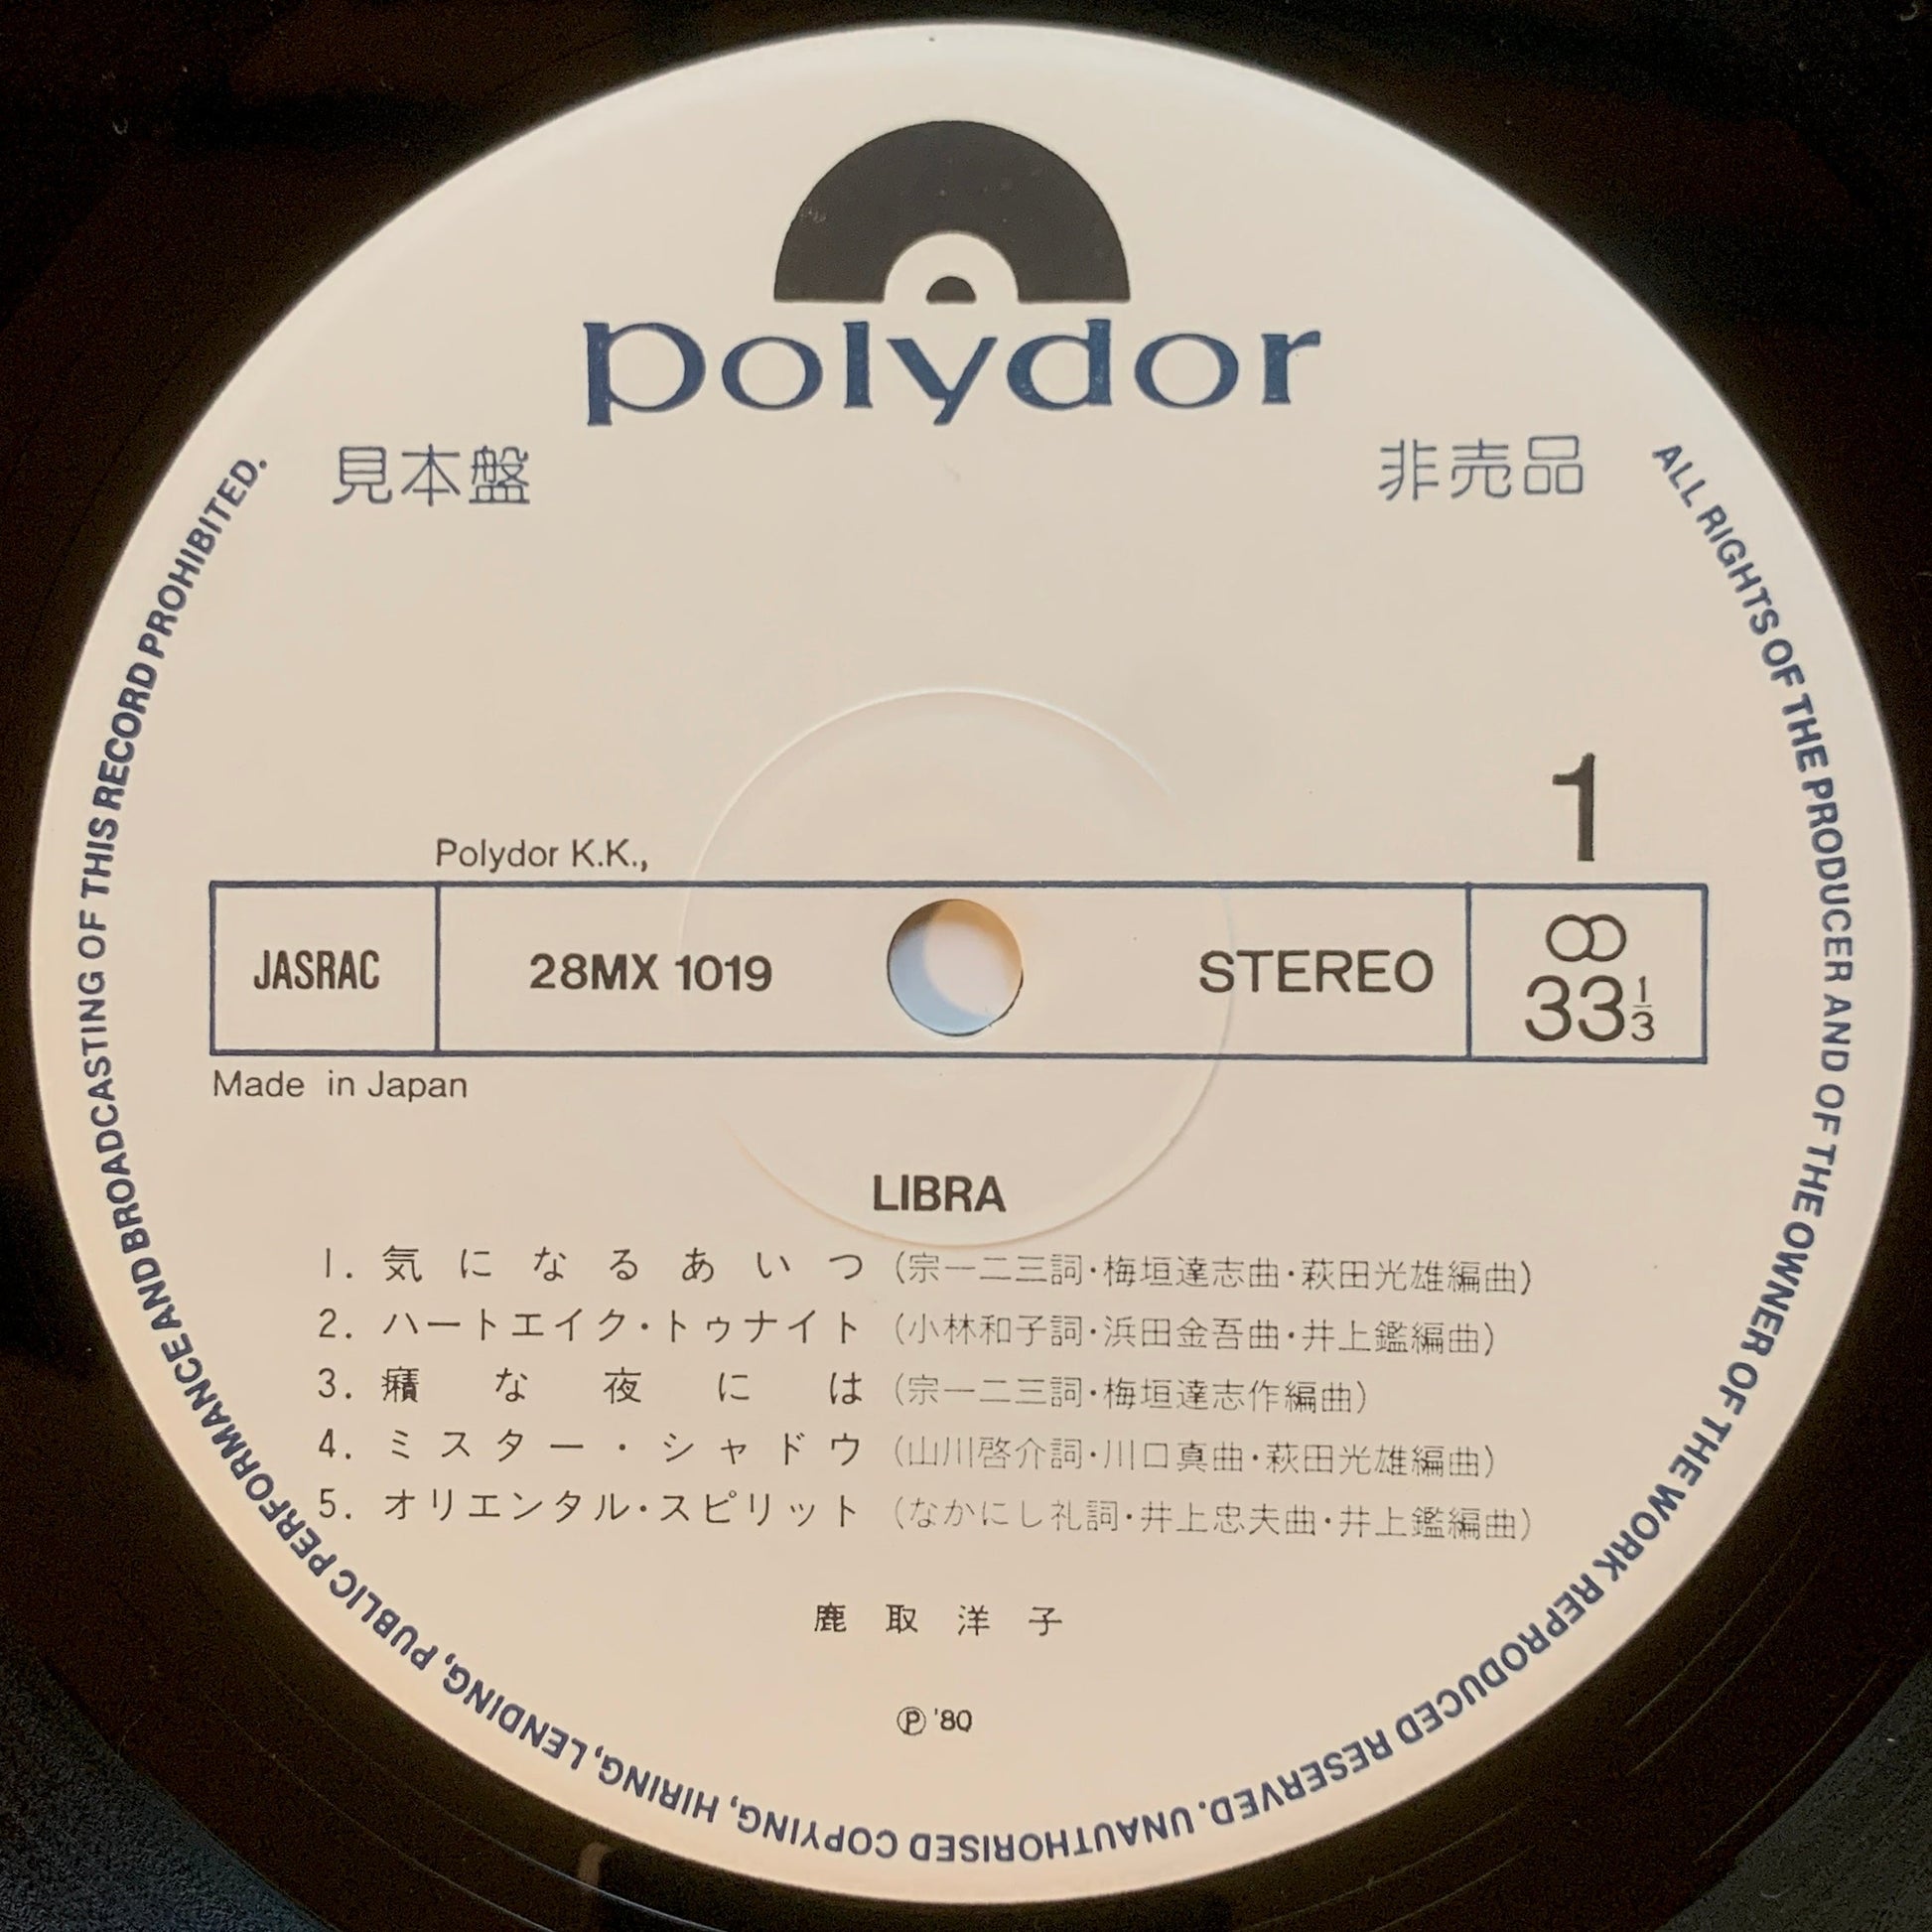 polydor
見本盤 非売品
1
Polydor K.K.,
JASRAC 28MX 1019 STEREO 33 1/3
Made in Japan
LIBRA
1. 気になるあいつ (宗一二三詞・梅垣達志曲・萩田光雄編曲)
2. ハートエイク・トゥナイト (小林和子詞・浜田金吾曲・井上鑑編曲)
3. 癪な夜には (宗一二三詞・梅垣達志作編曲)
4. ミスター・シャドウ (山川啓介詞・川口真曲・萩田光雄編曲)
5. オリエンタル・スピリット (なかにし礼詞・井上忠夫曲・井上鑑編曲)
鹿取洋子
Ⓟ '80
ALL RIGHTS OF THE PRODUCER AND OF THE OWNER OF THE WORK REPRODUCED RESERVED. UNAUTHORISED COPYING, HIRING, LENDING, PUBLIC PERFORMANCE AND BROADCASTING OF THIS RECORD PROHIBITED.